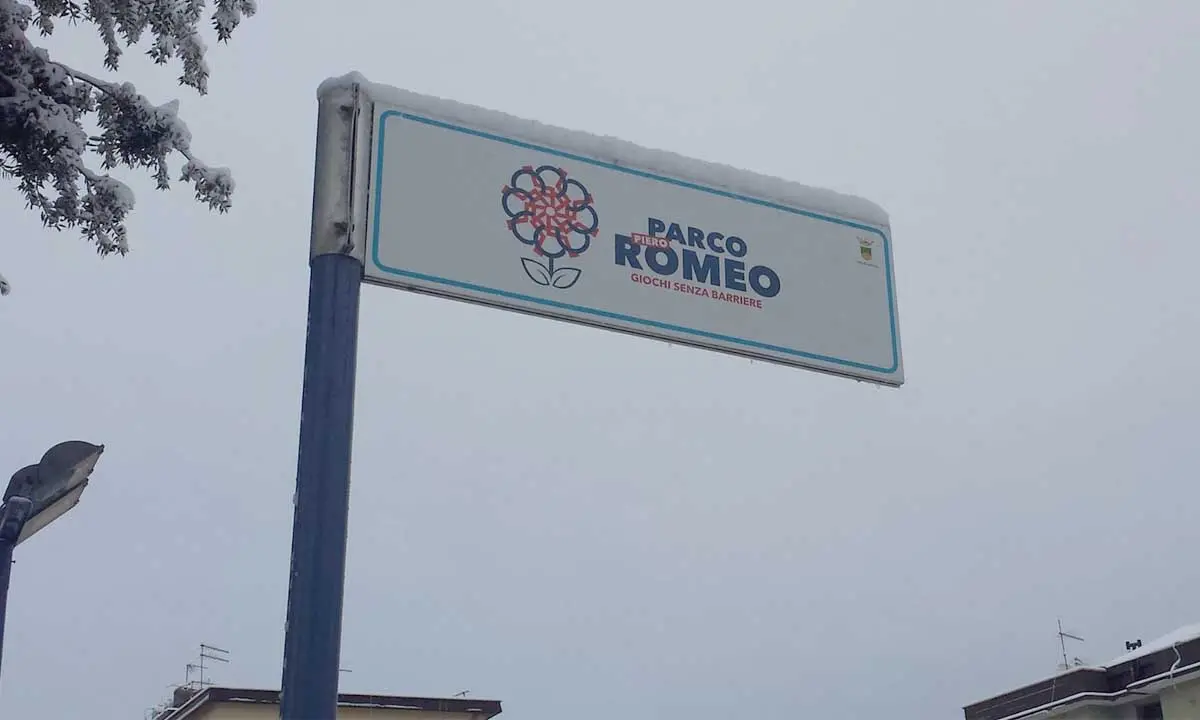 PARCO
PIERO
ROMEO
GIOCHI SENZA BARRIERE